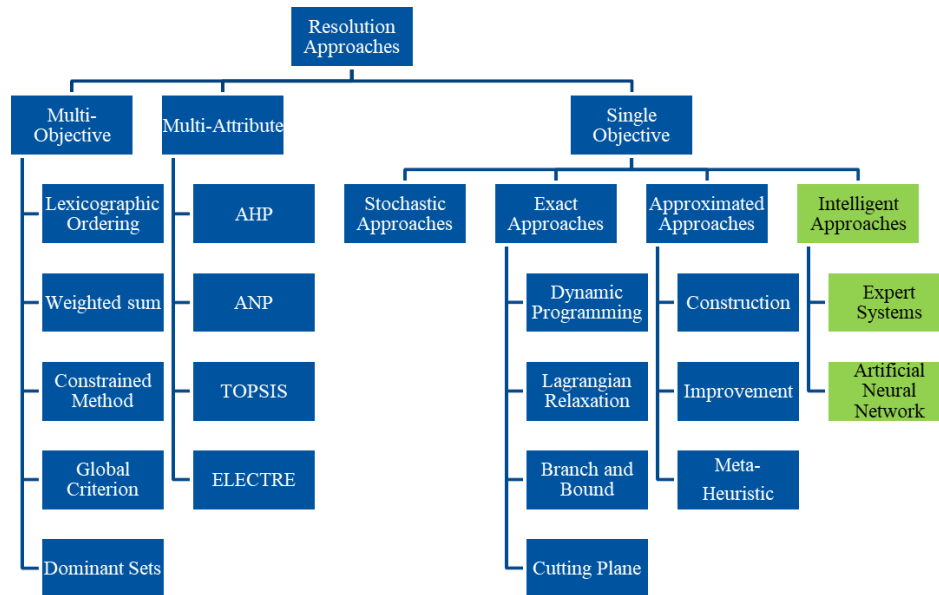 Resolution
Approaches
Multi-
Objective
Multi-Attribute
Single
Objective
Lexicographic
Ordering
Weighted sum
Constrained
Method
Global
Criterion
Dominant Sets
AHP
ANP
TOPSIS
ELECTRE
Stochastic
Approaches
Exact
Approaches
Dynamic
Programming
Lagrangian
Relaxation
Branch and
Bound
Cutting Plane
Approximated
Approaches
Construction
Improvement
Meta-
Heuristic
Intelligent
Approaches
Expert
Systems
Artificial
Neural
Network